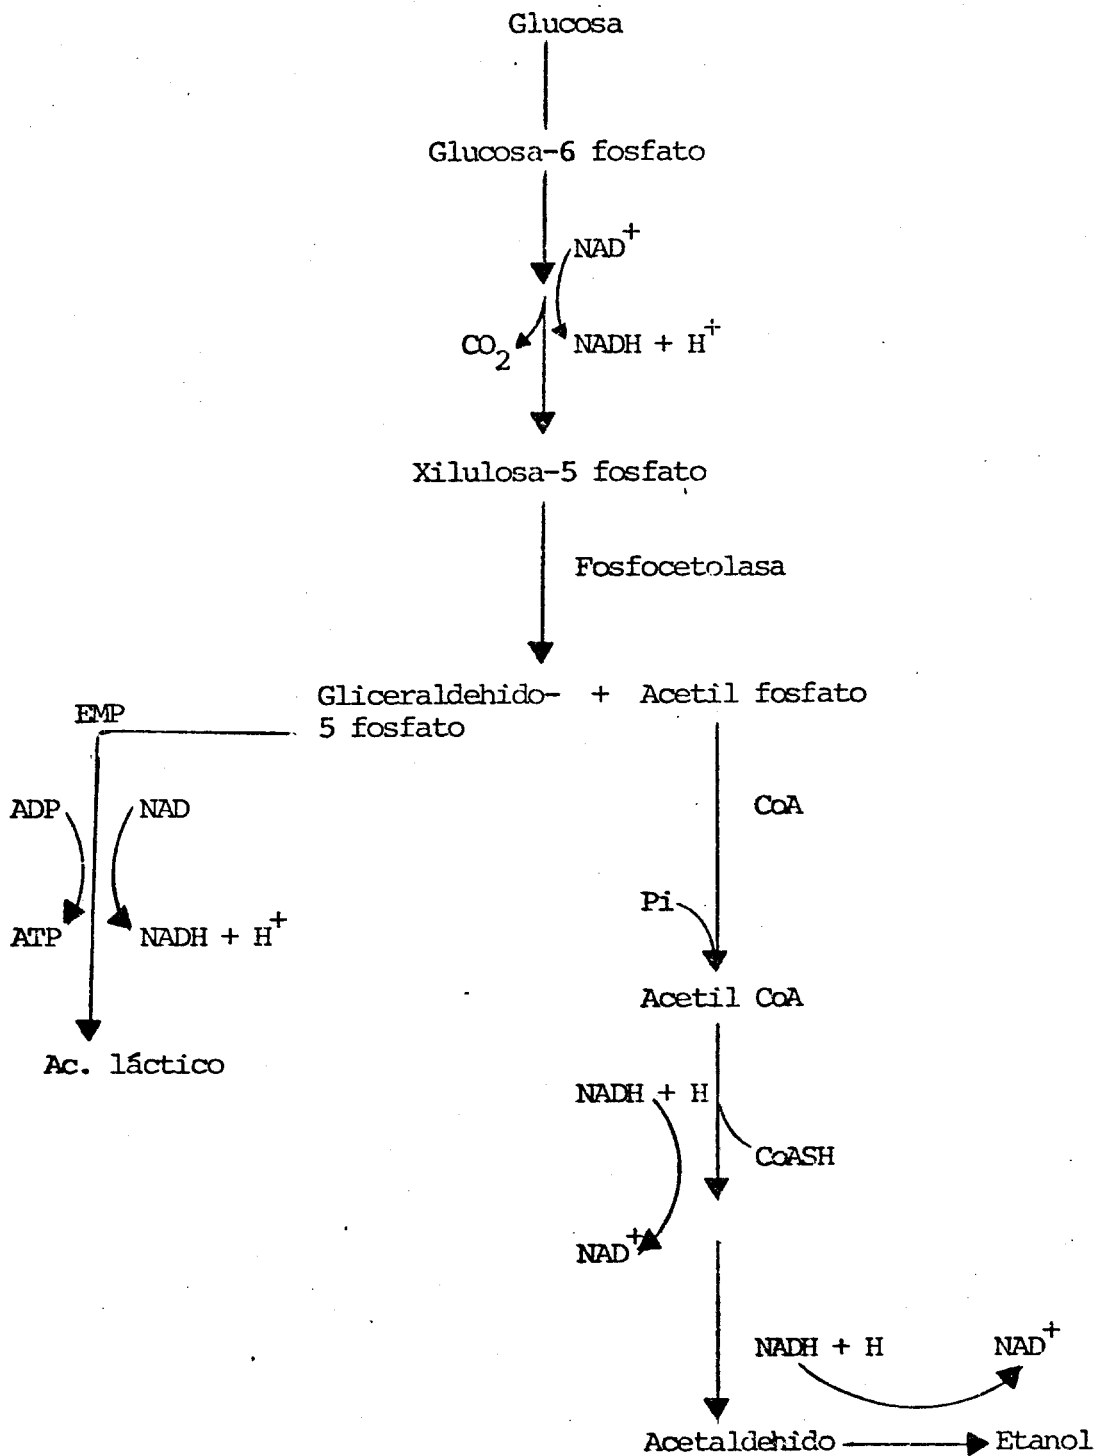 Glucosa
Glucosa-6 fosfato
NAD+
CO2
NADH + H+
Xilulosa-5 fosfato
Fosfocetolasa
Gliceraldehido- + Acetil fosfato
5 fosfato
EMP
ADP
NAD
CoA
Pi
ATP
NADH + H+
Acetil CoA
Ac. láctico
NADH + H
CoASH
NAD+
NADH + H
NAD+
Acetaldehido
Etanol